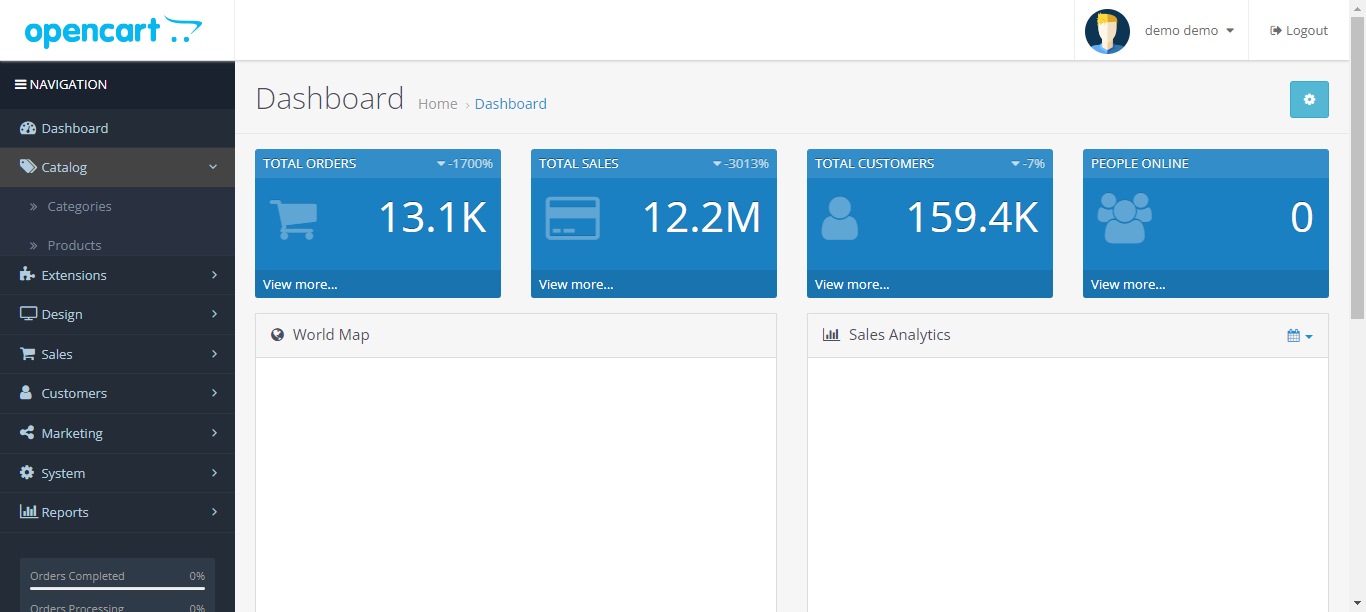 opencart
demo demo
Logout
NAVIGATION
Dashboard
Catalog
Categories
Products
Extensions
Design
Sales
Customers
Marketing
System
Reports
Orders Completed 0%
Orders Processing 0%
Dashboard Home › Dashboard
TOTAL ORDERS -1700%
13.1K
View more...
TOTAL SALES -3013%
12.2M
View more...
TOTAL CUSTOMERS -7%
159.4K
View more...
PEOPLE ONLINE
0
View more...
World Map
Sales Analytics